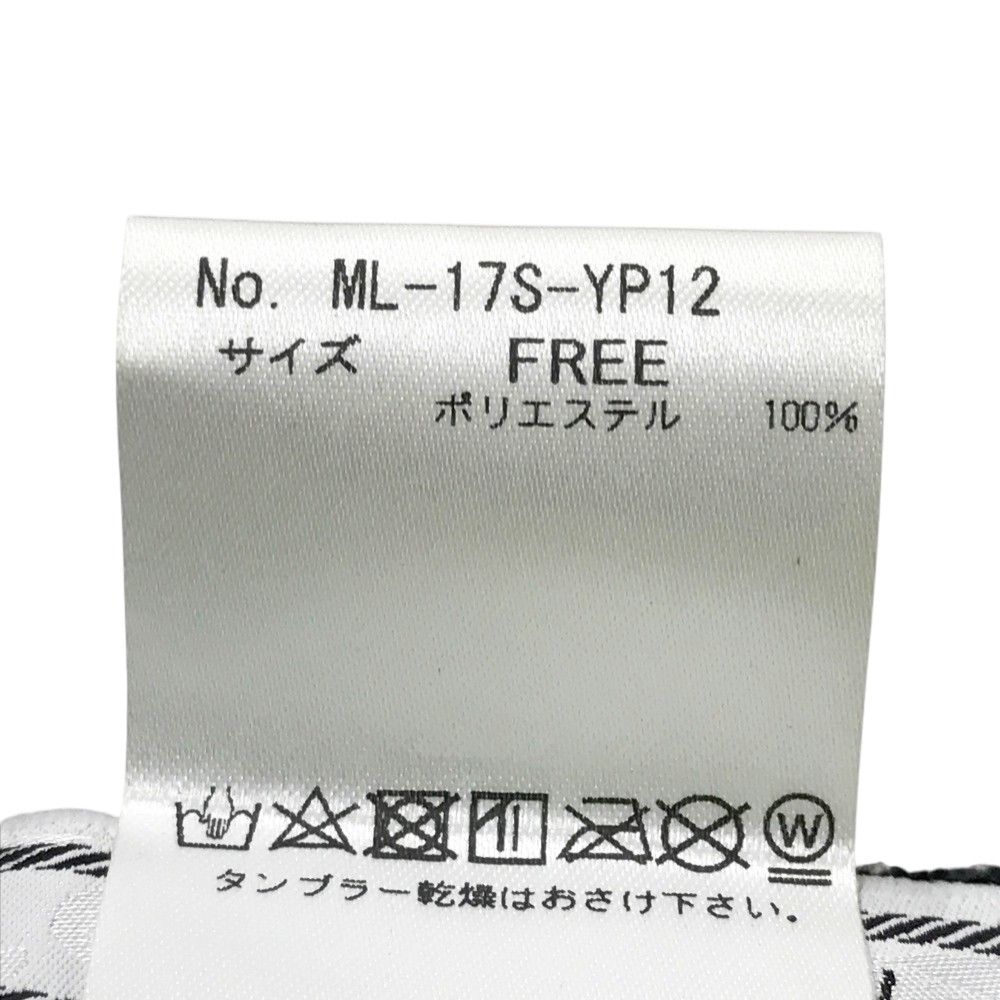 No. ML-17S-YP12
サイズ FREE
ポリエステル 100%
W
タンブラー乾燥はおさけ下さい。